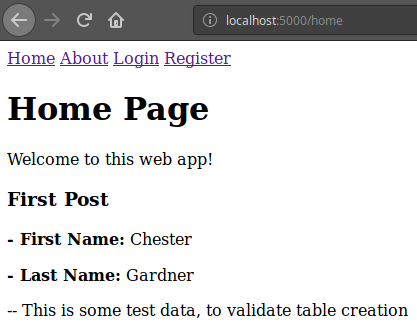 localhost:5000/home
Home About Login Register
Home Page
Welcome to this web app!
First Post
- First Name: Chester
- Last Name: Gardner
-- This is some test data, to validate table creation